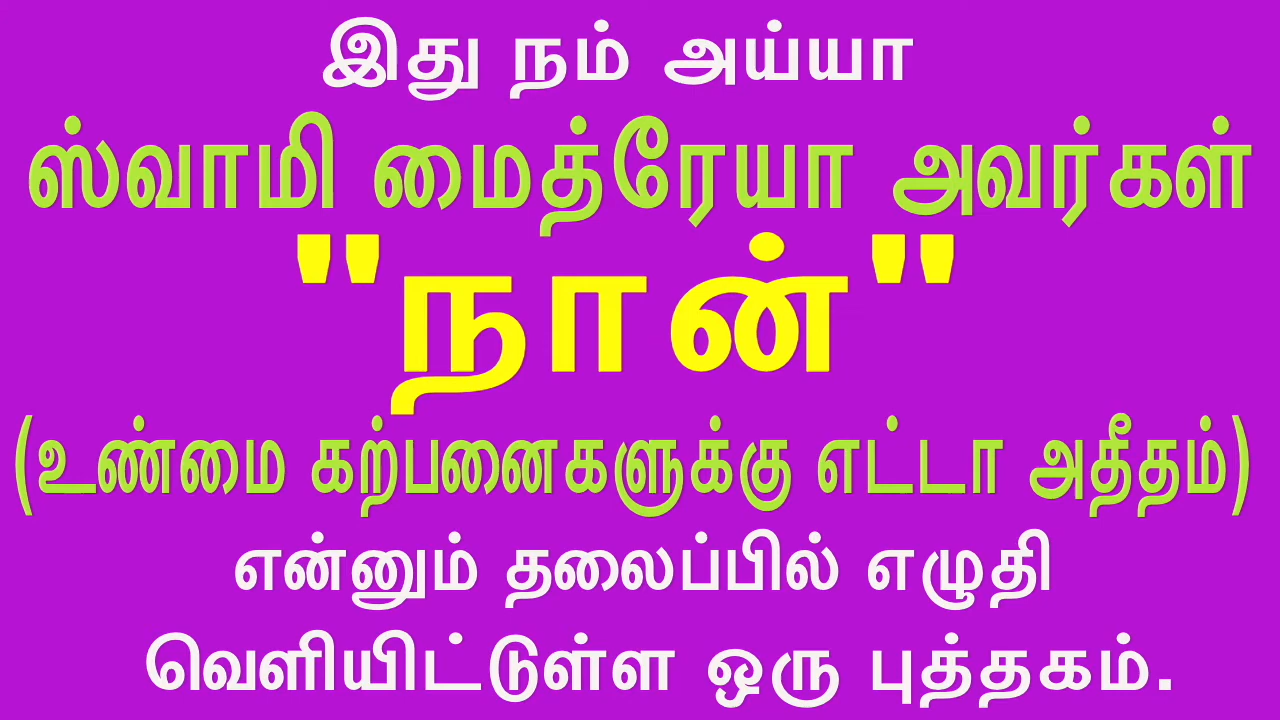 இது நம் அய்யா
ஸ்வாமி மைத்ரேயா அவர்கள்
"நான்"
(உண்மை கற்பனைகளுக்கு எட்டா அதீதம்)
என்னும் தலைப்பில் எழுதி
வெளியிட்டுள்ள ஒரு புத்தகம்.